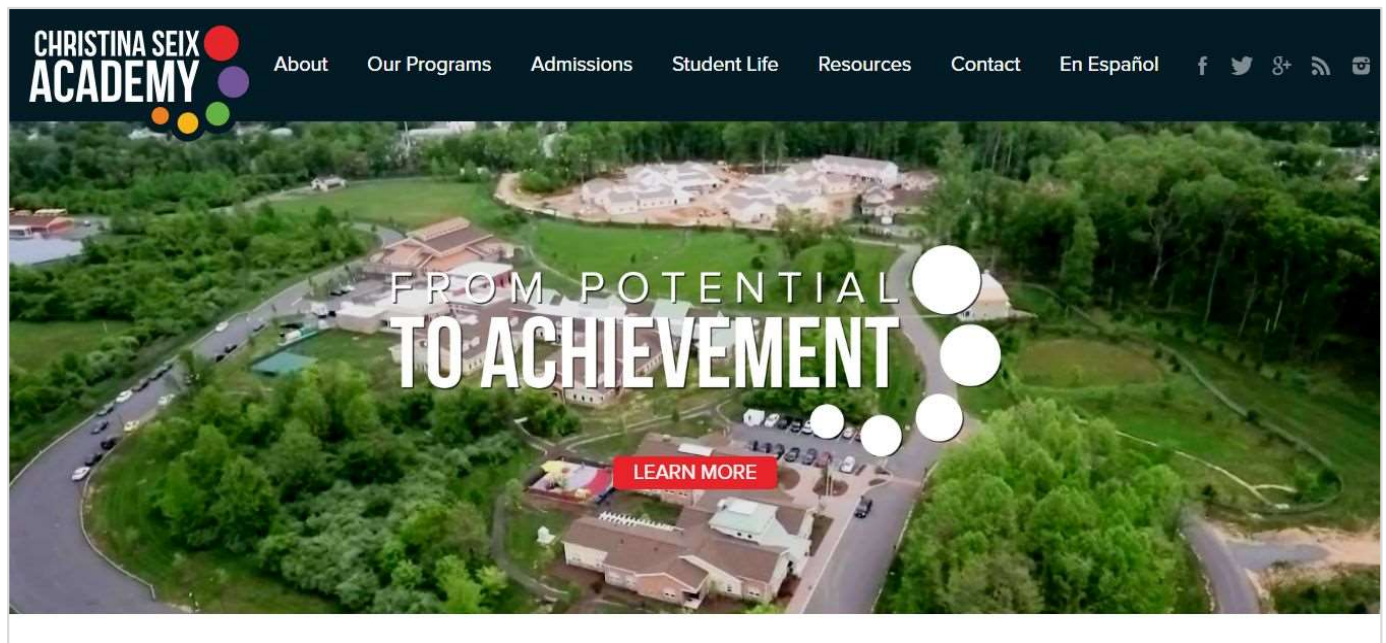 CHRISTINA SEIX
ACADEMY
About Our Programs Admissions Student Life Resources Contact En Español
FROM POTENTIAL
TO ACHIEVEMENT
LEARN MORE